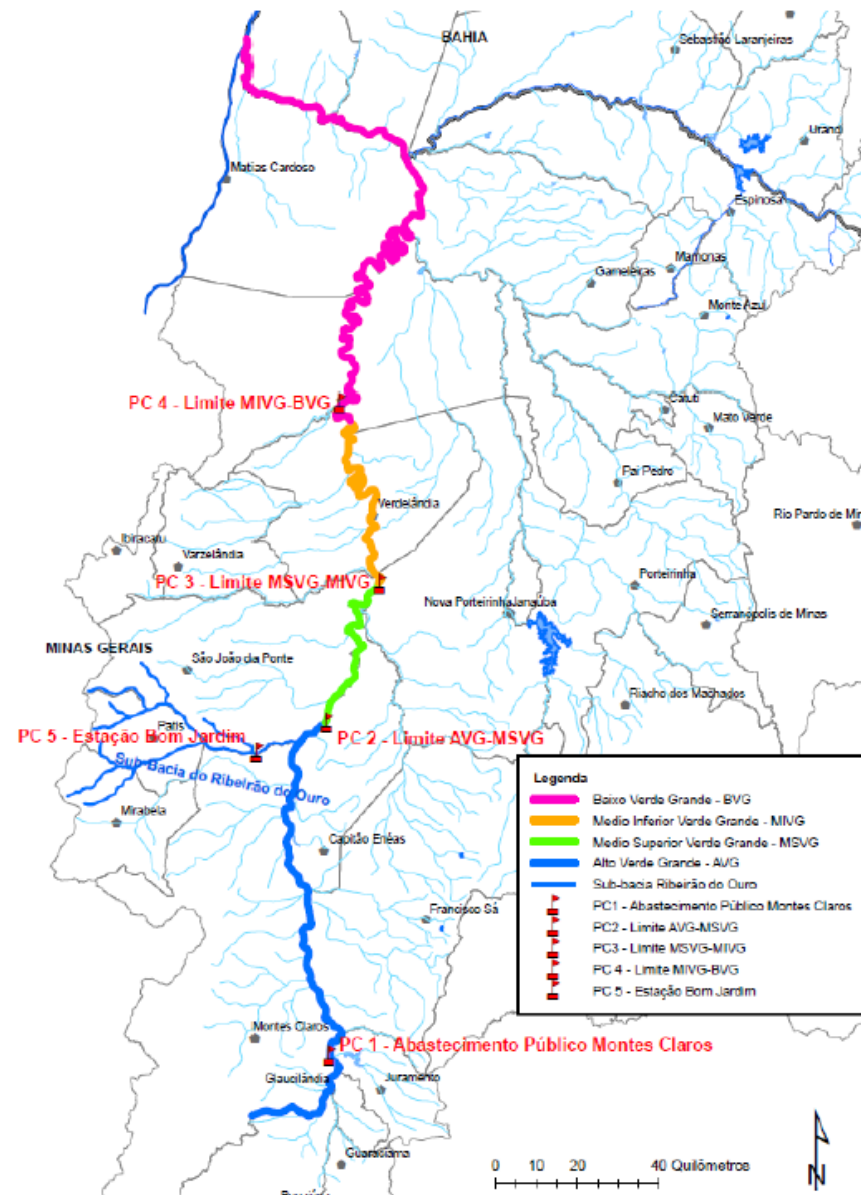 BAHIA
Sebastião Laranjeiras
Urandi
Matias Cardoso
Espinosa
Mamonas
Gameleiras
Monte Azul
PC 4 - Limite MIVG-BVG
Catuti
Mato Verde
Pai Pedro
Verdelândia
Rio Pardo de Min
Ibiracatu
Varzelândia
PC 3 - Limite MSVG-MIVG
Porteirinha
Nova Porteirinha
Janaúba
Serranópolis de Minas
MINAS GERAIS
São João da Ponte
Riacho dos Machados
PC 5 - Estação Bom Jardim
Patis
PC 2 - Limite AVG-MSVG
Sub-Bacia do Ribeirão do Ouro
Mirabela
Capitão Enéas
Francisco Sá
Legenda
Baixo Verde Grande - BVG
Medio Inferior Verde Grande - MIVG
Medio Superior Verde Grande - MSVG
Alto Verde Grande - AVG
Sub-bacia Ribeirão do Ouro
PC1 - Abastecimento Público Montes Claros
PC2 - Limite AVG-MSVG
PC3 - Limite MSVG-MIVG
PC 4 - Limite MIVG-BVG
PC 5 - Estação Bom Jardim
Montes Claros
PC 1 - Abastecimento Público Montes Claros
Glaucilândia
Juramento
Guaraciama
0 10 20 40 Quilômetros
N